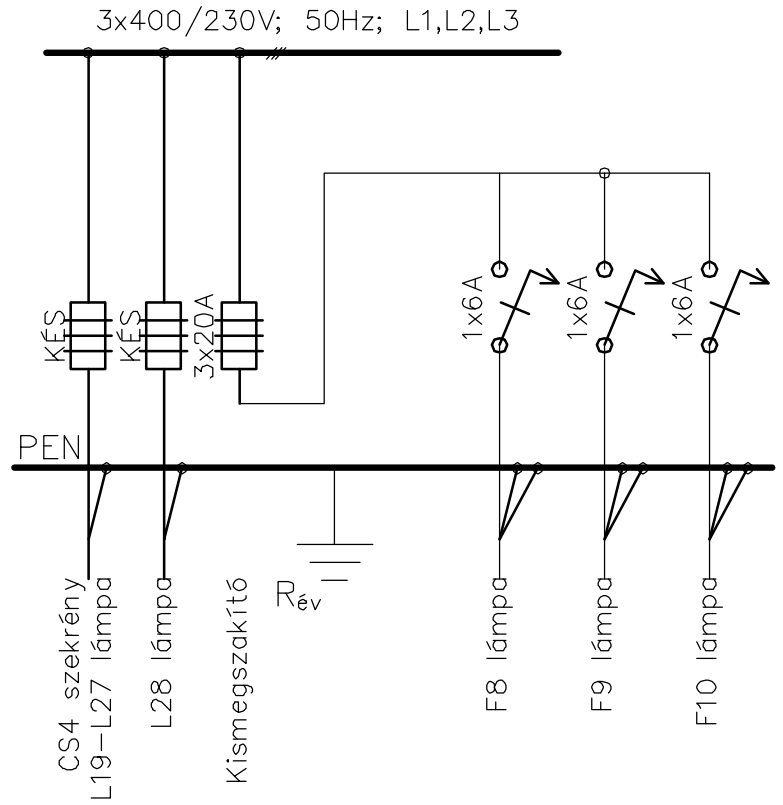 3x400/230V; 50Hz; L1,L2,L3
KÉS
KÉS
3x20A
1x6A
1x6A
1x6A
PEN
Rév
CS4 szekrény
L19-L27 lámpa
L28 lámpa
Kismegszakító
F8 lámpa
F9 lámpa
F10 lámpa